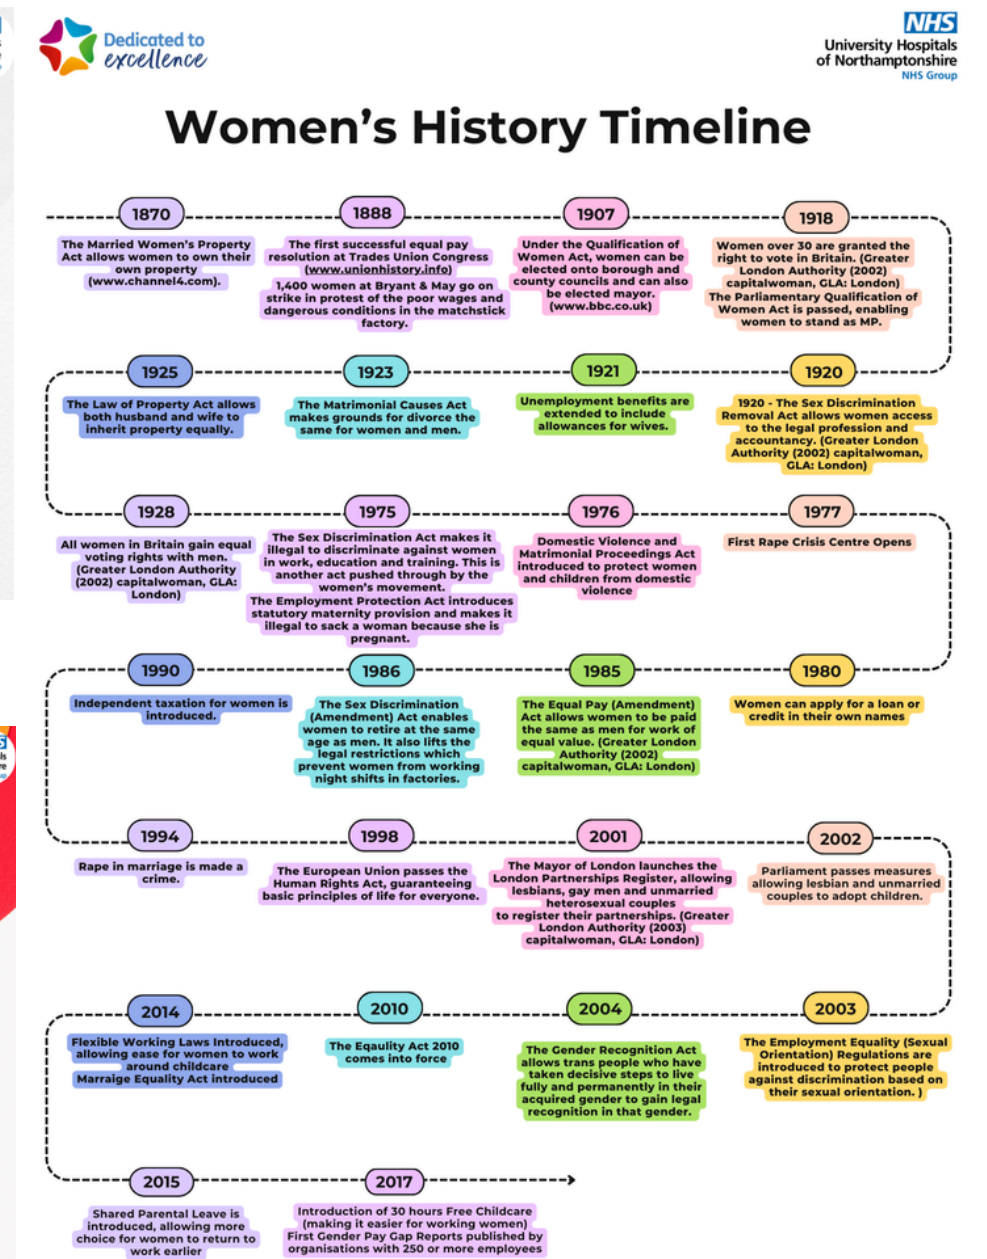 Dedicated to
excellence
NHS
University Hospitals
of Northamptonshire
NHS Group
Women's History Timeline
1870
The Married Women's Property
Act allows women to own their
own property
(www.channel4.com).
1888
The first successful equal pay
resolution at Trades Union Congress
(www.unionhistory.info)
1,400 women at Bryant & May go on
strike in protest of the poor wages and
dangerous conditions in the matchstick
factory.
1907
Under the Qualification of
Women Act, women can be
elected onto borough and
county councils and can also
be elected mayor.
(www.bbc.co.uk)
1918
Women over 30 are granted the
right to vote in Britain. (Greater
London Authority (2002)
capitalwoman, GLA: London)
The Parliamentary Qualification of
Women Act is passed, enabling
women to stand as MP.
1920
1920 - The Sex Discrimination
Removal Act allows women access
to the legal profession and
accountancy. (Greater London
Authority (2002) capitalwoman,
GLA: London)
1921
Unemployment benefits are
extended to include
allowances for wives.
1923
The Matrimonial Causes Act
makes grounds for divorce the
same for women and men.
1925
The Law of Property Act allows
both husband and wife to
inherit property equally.
1928
All women in Britain gain equal
voting rights with men.
(Greater London Authority
(2002) capitalwoman, GLA:
London)
1975
The Sex Discrimination Act makes it
illegal to discriminate against women
in work, education and training. This is
another act pushed through by the
women's movement.
The Employment Protection Act introduces
statutory maternity provision and makes it
illegal to sack a woman because she is
pregnant.
1976
Domestic Violence and
Matrimonial Proceedings Act
introduced to protect women
and children from domestic
violence
1977
First Rape Crisis Centre Opens
1980
Women can apply for a loan or
credit in their own names
1985
The Equal Pay (Amendment)
Act allows women to be paid
the same as men for work of
equal value. (Greater London
Authority (2002)
capitalwoman, GLA: London)
1986
The Sex Discrimination
(Amendment) Act enables
women to retire at the same
age as men. It also lifts the
legal restrictions which
prevent women from working
night shifts in factories.
1990
Independent taxation for women is
introduced.
1994
Rape in marriage is made a
crime.
1998
The European Union passes the
Human Rights Act, guaranteeing
basic principles of life for everyone.
2001
The Mayor of London launches the
London Partnerships Register, allowing
lesbians, gay men and unmarried
heterosexual couples
to register their partnerships. (Greater
London Authority (2003)
capitalwoman, GLA: London)
2002
Parliament passes measures
allowing lesbian and unmarried
couples to adopt children.
2003
The Employment Equality (Sexual
Orientation) Regulations are
introduced to protect people
against discrimination based on
their sexual orientation. )
2004
The Gender Recognition Act
allows trans people who have
taken decisive steps to live
fully and permanently in their
acquired gender to gain legal
recognition in that gender.
2010
The Eqaulity Act 2010
comes into force
2014
Flexible Working Laws Introduced,
allowing ease for women to work
around childcare
Marraige Equality Act introduced
2015
Shared Parental Leave is
introduced, allowing more
choice for women to return to
work earlier
2017
Introduction of 30 hours Free Childcare
(making it easier for working women)
First Gender Pay Gap Reports published by
organisations with 250 or more employees